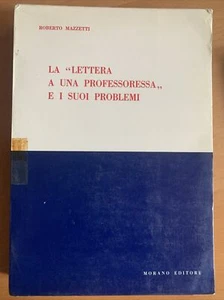 ROBERTO MAZZETTI
LA “LETTERA
A UNA PROFESSORESSA„
E I SUOI PROBLEMI
MORANO EDITORE